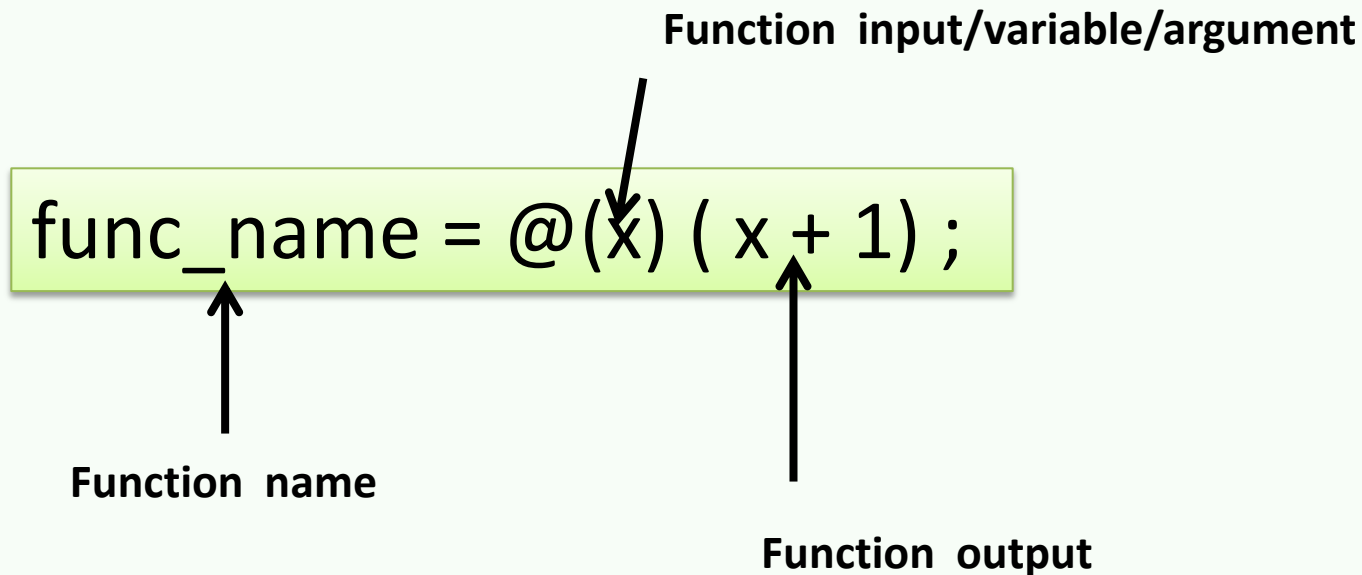 Function input/variable/argument
func_name = @(x) ( x + 1) ;
Function name
Function output